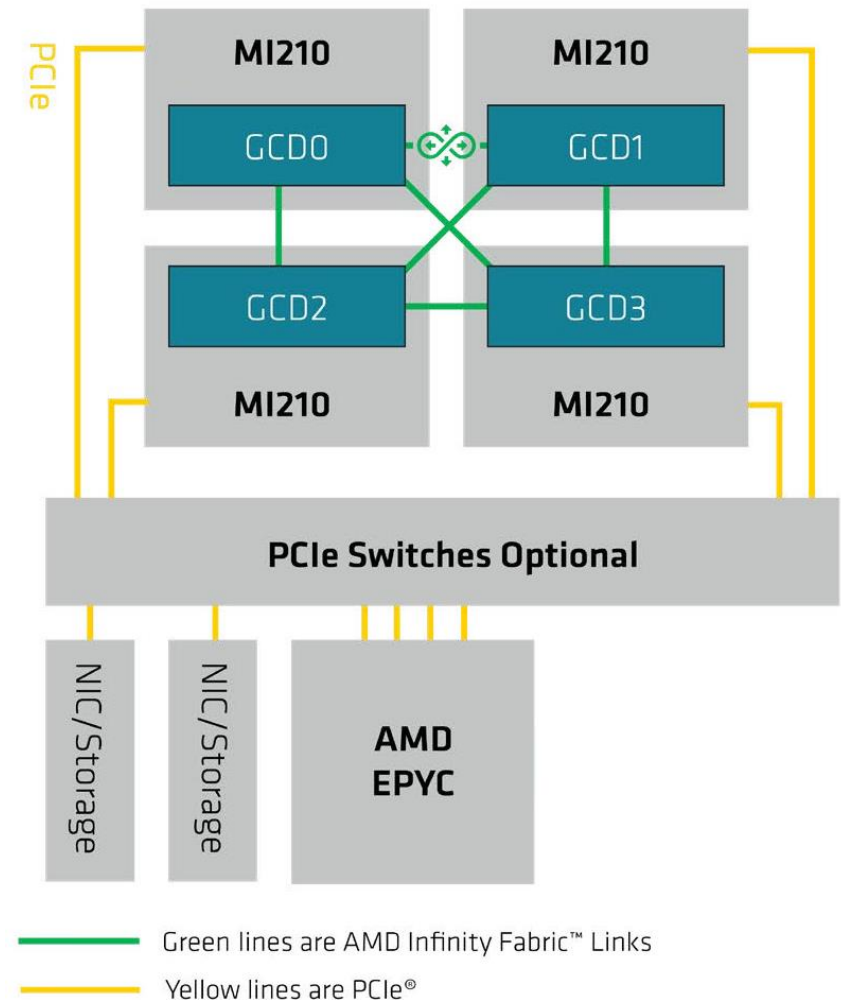 PCIe
MI210
MI210
GCD0
GCD1
GCD2
GCD3
MI210
MI210
PCIe Switches Optional
NIC/Storage
NIC/Storage
AMD
EPYC
Green lines are AMD Infinity Fabric™ Links
Yellow lines are PCIe®